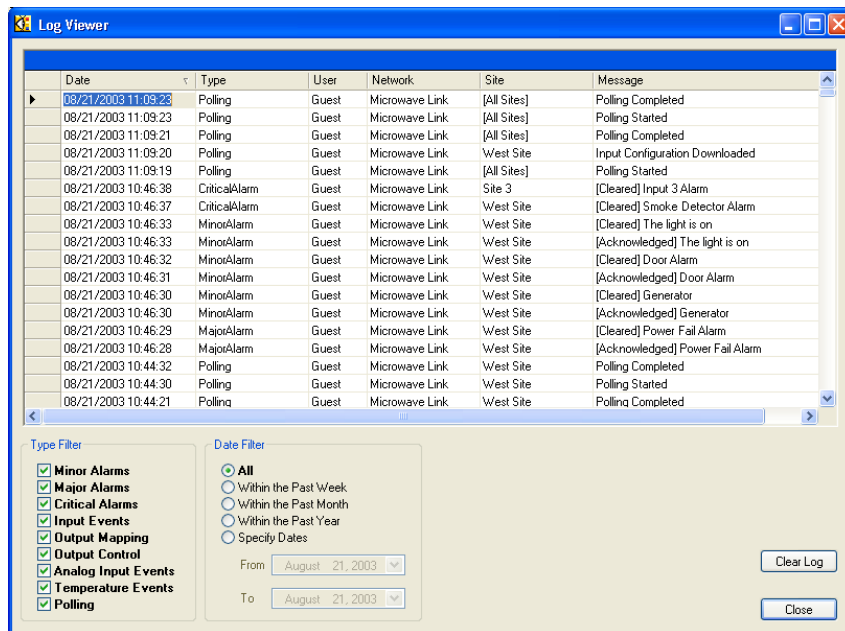 Log Viewer
Date Type User Network Site Message
08/21/2003 11:09:23 Polling Guest Microwave Link [All Sites] Polling Completed
08/21/2003 11:09:23 Polling Guest Microwave Link [All Sites] Polling Started
08/21/2003 11:09:21 Polling Guest Microwave Link [All Sites] Polling Completed
08/21/2003 11:09:20 Polling Guest Microwave Link West Site Input Configuration Downloaded
08/21/2003 11:09:19 Polling Guest Microwave Link [All Sites] Polling Started
08/21/2003 10:46:38 CriticalAlarm Guest Microwave Link Site 3 [Cleared] Input 3 Alarm
08/21/2003 10:46:37 CriticalAlarm Guest Microwave Link West Site [Cleared] Smoke Detector Alarm
08/21/2003 10:46:33 MinorAlarm Guest Microwave Link West Site [Cleared] The light is on
08/21/2003 10:46:33 MinorAlarm Guest Microwave Link West Site [Acknowledged] The light is on
08/21/2003 10:46:32 MinorAlarm Guest Microwave Link West Site [Cleared] Door Alarm
08/21/2003 10:46:31 MinorAlarm Guest Microwave Link West Site [Acknowledged] Door Alarm
08/21/2003 10:46:30 MinorAlarm Guest Microwave Link West Site [Cleared] Generator
08/21/2003 10:46:30 MinorAlarm Guest Microwave Link West Site [Acknowledged] Generator
08/21/2003 10:46:29 MajorAlarm Guest Microwave Link West Site [Cleared] Power Fail Alarm
08/21/2003 10:46:28 MajorAlarm Guest Microwave Link West Site [Acknowledged] Power Fail Alarm
08/21/2003 10:44:32 Polling Guest Microwave Link West Site Polling Completed
08/21/2003 10:44:30 Polling Guest Microwave Link West Site Polling Started
08/21/2003 10:44:21 Polling Guest Microwave Link West Site Polling Completed
Type Filter
Minor Alarms
Major Alarms
Critical Alarms
Input Events
Output Mapping
Output Control
Analog Input Events
Temperature Events
Polling
Date Filter
All
Within the Past Week
Within the Past Month
Within the Past Year
Specify Dates
From August 21, 2003
To August 21, 2003
Clear Log
Close